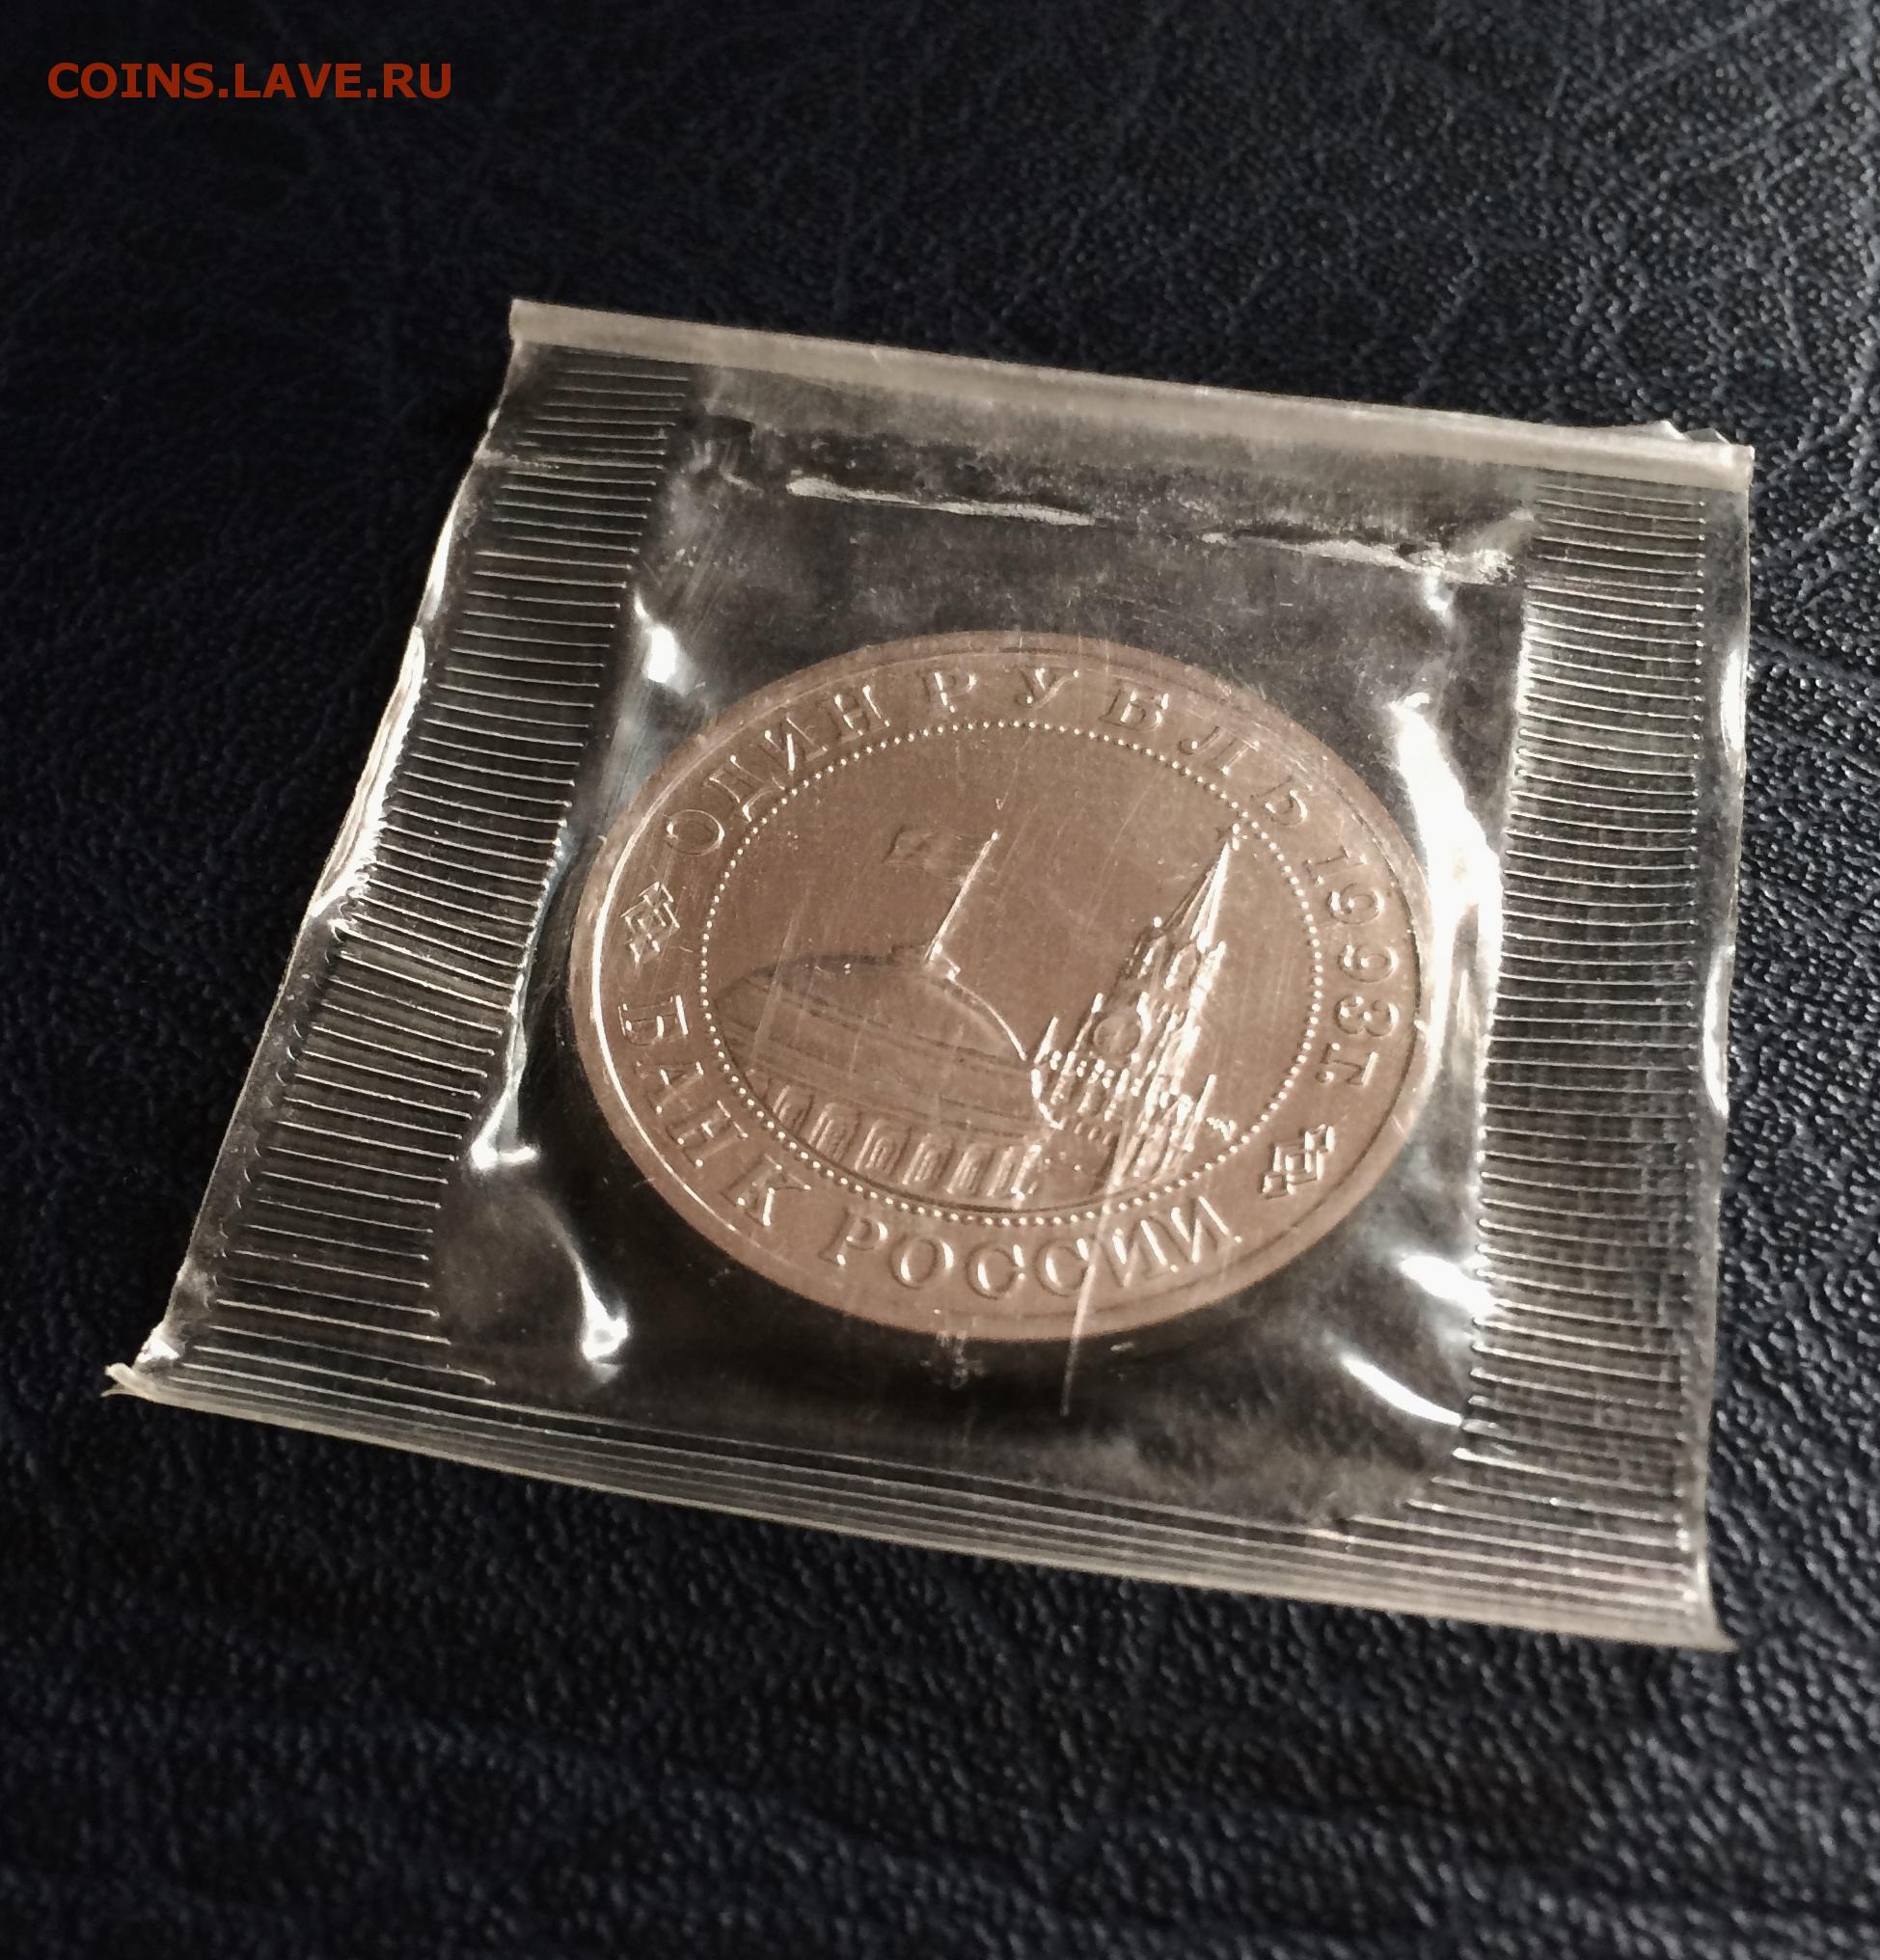 COINS.LAVE.RU
ОДИН РУБЛЬ 1993г.
БАНК РОССИИ